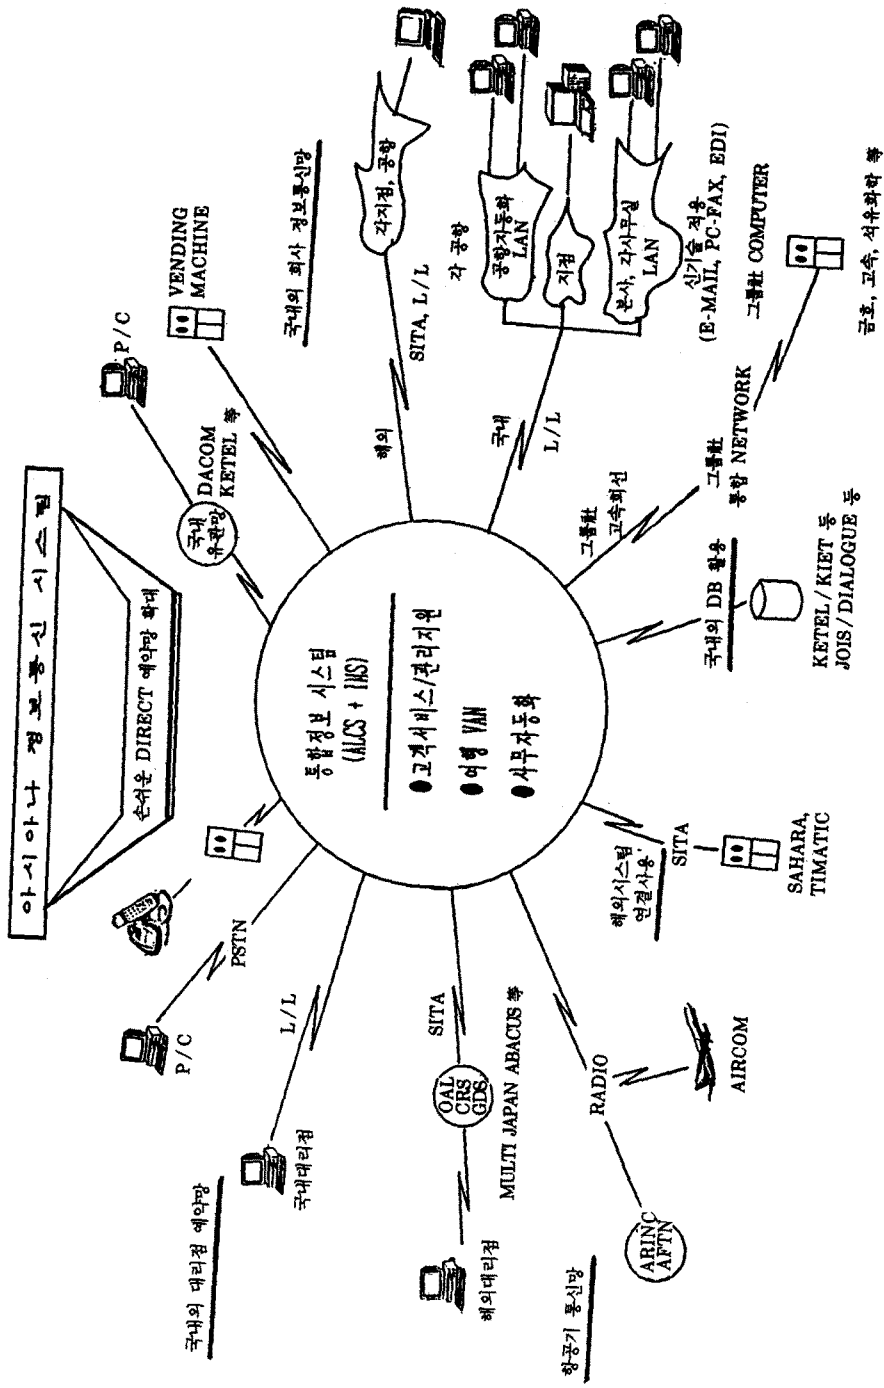 아시아나 정보통신 시스템
손쉬운 DIRECT 예약망 확대
국내외 대리점 예약망
P/C
PSTN
L/L
국내대리점
SITA
OAL
CRS
GDS
MULTI JAPAN ABACUS 等
해외대리점
항공기 통신망
RADIO
ARINC
AFTN
AIRCOM
통합정보 시스템
(ALCS + IMS)
●고객서비스/관리지원
●여행 VAN
●사무자동화
국내
유관망
DACOM
KETEL 等
P/C
VENDING
MACHINE
국내외 회사 정보통신망
해외
SITA, L/L
각지점, 공항
국내
L/L
각 공항
공항자동화
LAN
지점
본사, 각사무실
LAN
신기술 적용
(E-MAIL, PC-FAX, EDI)
그룹社
고속회선
그룹社
통합 NETWORK
그룹社 COMPUTER
금호, 고속, 석유화학 等
국내외 DB 활용
KETEL/KIET 등
JOIS/DIALOGUE 등
해외시스템
연결사용'
SITA
SAHARA,
TIMATIC